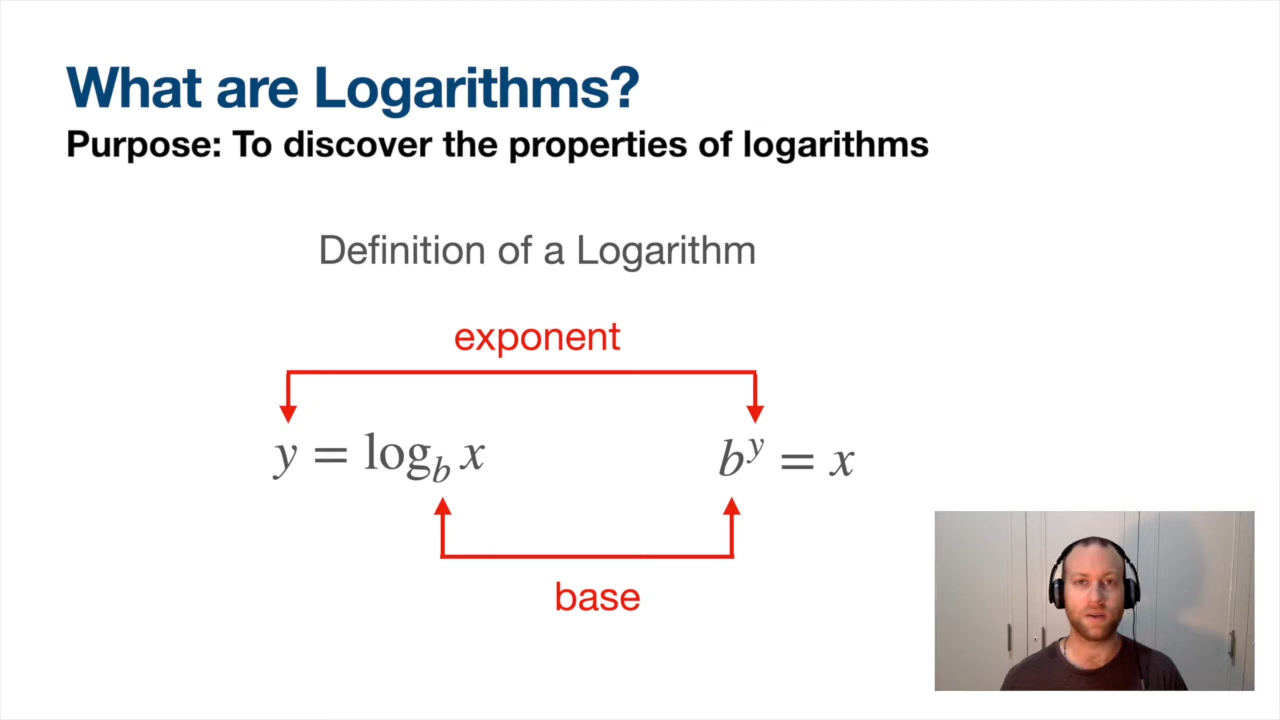 What are Logarithms?
Purpose: To discover the properties of logarithms
Definition of a Logarithm
exponent
y = log_b x
b^y = x
base